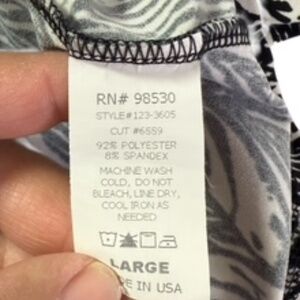 RN# 98530
STYLE#123-3605
CUT #6559
92% POLYESTER
8% SPANDEX
MACHINE WASH
COLD, DO NOT
BLEACH, LINE DRY,
COOL IRON AS
NEEDED
LARGE
E IN USA